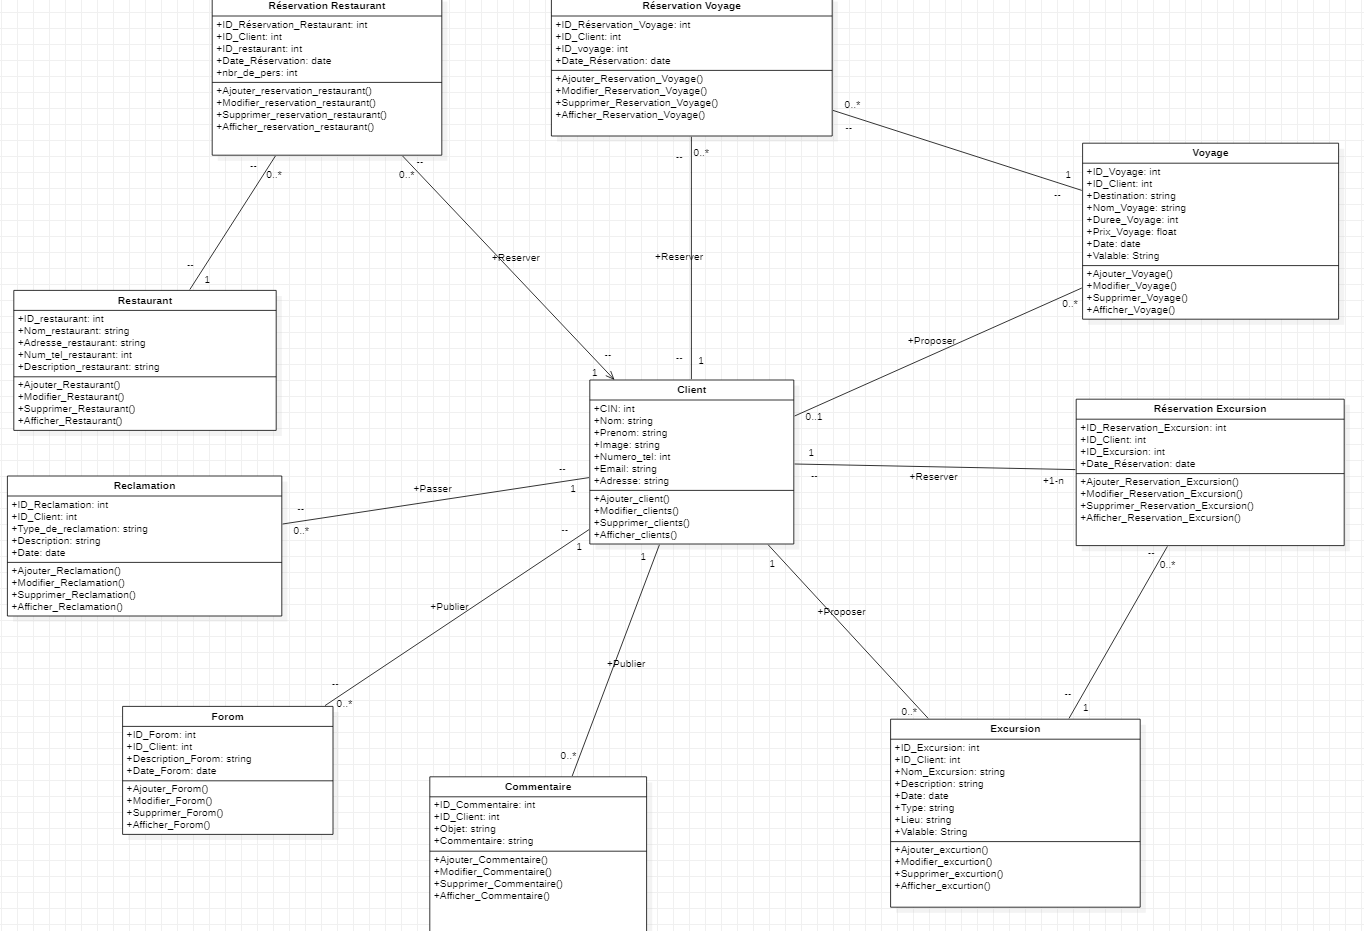 Réservation Restaurant
+ID_Réservation_Restaurant: int
+ID_Client: int
+ID_restaurant: int
+Date_Réservation: date
+nbr_de_pers: int
+Ajouter_reservation_restaurant()
+Modifier_reservation_restaurant()
+Supprimer_reservation_restaurant()
+Afficher_reservation_restaurant()
Réservation Voyage
+ID_Réservation_Voyage: int
+ID_Client: int
+ID_voyage: int
+Date_Réservation: date
+Ajouter_Reservation_Voyage()
+Modifier_Reservation_Voyage()
+Supprimer_Reservation_Voyage()
+Afficher_Reservation_Voyage()
0..*
--
1
--
Voyage
+ID_Voyage: int
+ID_Client: int
+Destination: string
+Nom_Voyage: string
+Duree_Voyage: int
+Prix_Voyage: float
+Date: date
+Valable: String
+Ajouter_Voyage()
+Modifier_Voyage()
+Supprimer_Voyage()
+Afficher_Voyage()
--
0..*
--
1
--
0..*
+Reserver
--
1
--
0..*
+Reserver
--
1
0..*
+Proposer
0..1
Restaurant
+ID_restaurant: int
+Nom_restaurant: string
+Adresse_restaurant: string
+Num_tel_restaurant: int
+Description_restaurant: string
+Ajouter_Restaurant()
+Modifier_Restaurant()
+Supprimer_Restaurant()
+Afficher_Restaurant()
Client
+CIN: int
+Nom: string
+Prenom: string
+Image: string
+Numero_tel: int
+Email: string
+Adresse: string
+Ajouter_client()
+Modifier_clients()
+Supprimer_clients()
+Afficher_clients()
Réservation Excursion
+ID_Reservation_Excursion: int
+ID_Client: int
+ID_Excursion: int
+Date_Réservation: date
+Ajouter_Reservation_Excursion()
+Modifier_Reservation_Excursion()
+Supprimer_Reservation_Excursion()
+Afficher_Reservation_Excursion()
1
--
+Reserver
+1-n
Reclamation
+ID_Reclamation: int
+ID_Client: int
+Type_de_reclamation: string
+Description: string
+Date: date
+Ajouter_Reclamation()
+Modifier_Reclamation()
+Supprimer_Reclamation()
+Afficher_Reclamation()
--
1
+Passer
--
0..*
--
1
+Publier
--
0..*
1
+Publier
0..*
1
+Proposer
0..*
--
0..*
--
1
Forom
+ID_Forom: int
+ID_Client: int
+Description_Forom: string
+Date_Forom: date
+Ajouter_Forom()
+Modifier_Forom()
+Supprimer_Forom()
+Afficher_Forom()
Commentaire
+ID_Commentaire: int
+ID_Client: int
+Objet: string
+Commentaire: string
+Ajouter_Commentaire()
+Modifier_Commentaire()
+Supprimer_Commentaire()
+Afficher_Commentaire()
Excursion
+ID_Excursion: int
+ID_Client: int
+Nom_Excursion: string
+Description: string
+Date: date
+Type: string
+Lieu: string
+Valable: String
+Ajouter_excurtion()
+Modifier_excurtion()
+Supprimer_excurtion()
+Afficher_excurtion()